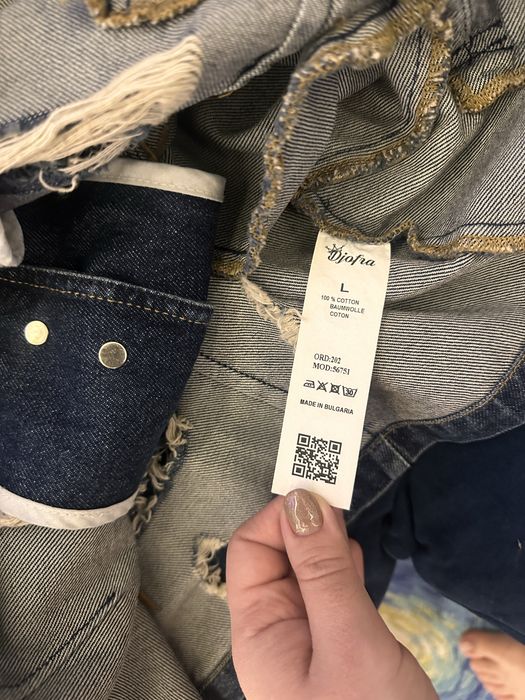 Djofra
L
100 % COTTON
BAUMWOLLE
COTON
ORD:202
MOD:56751
MADE IN BULGARIA